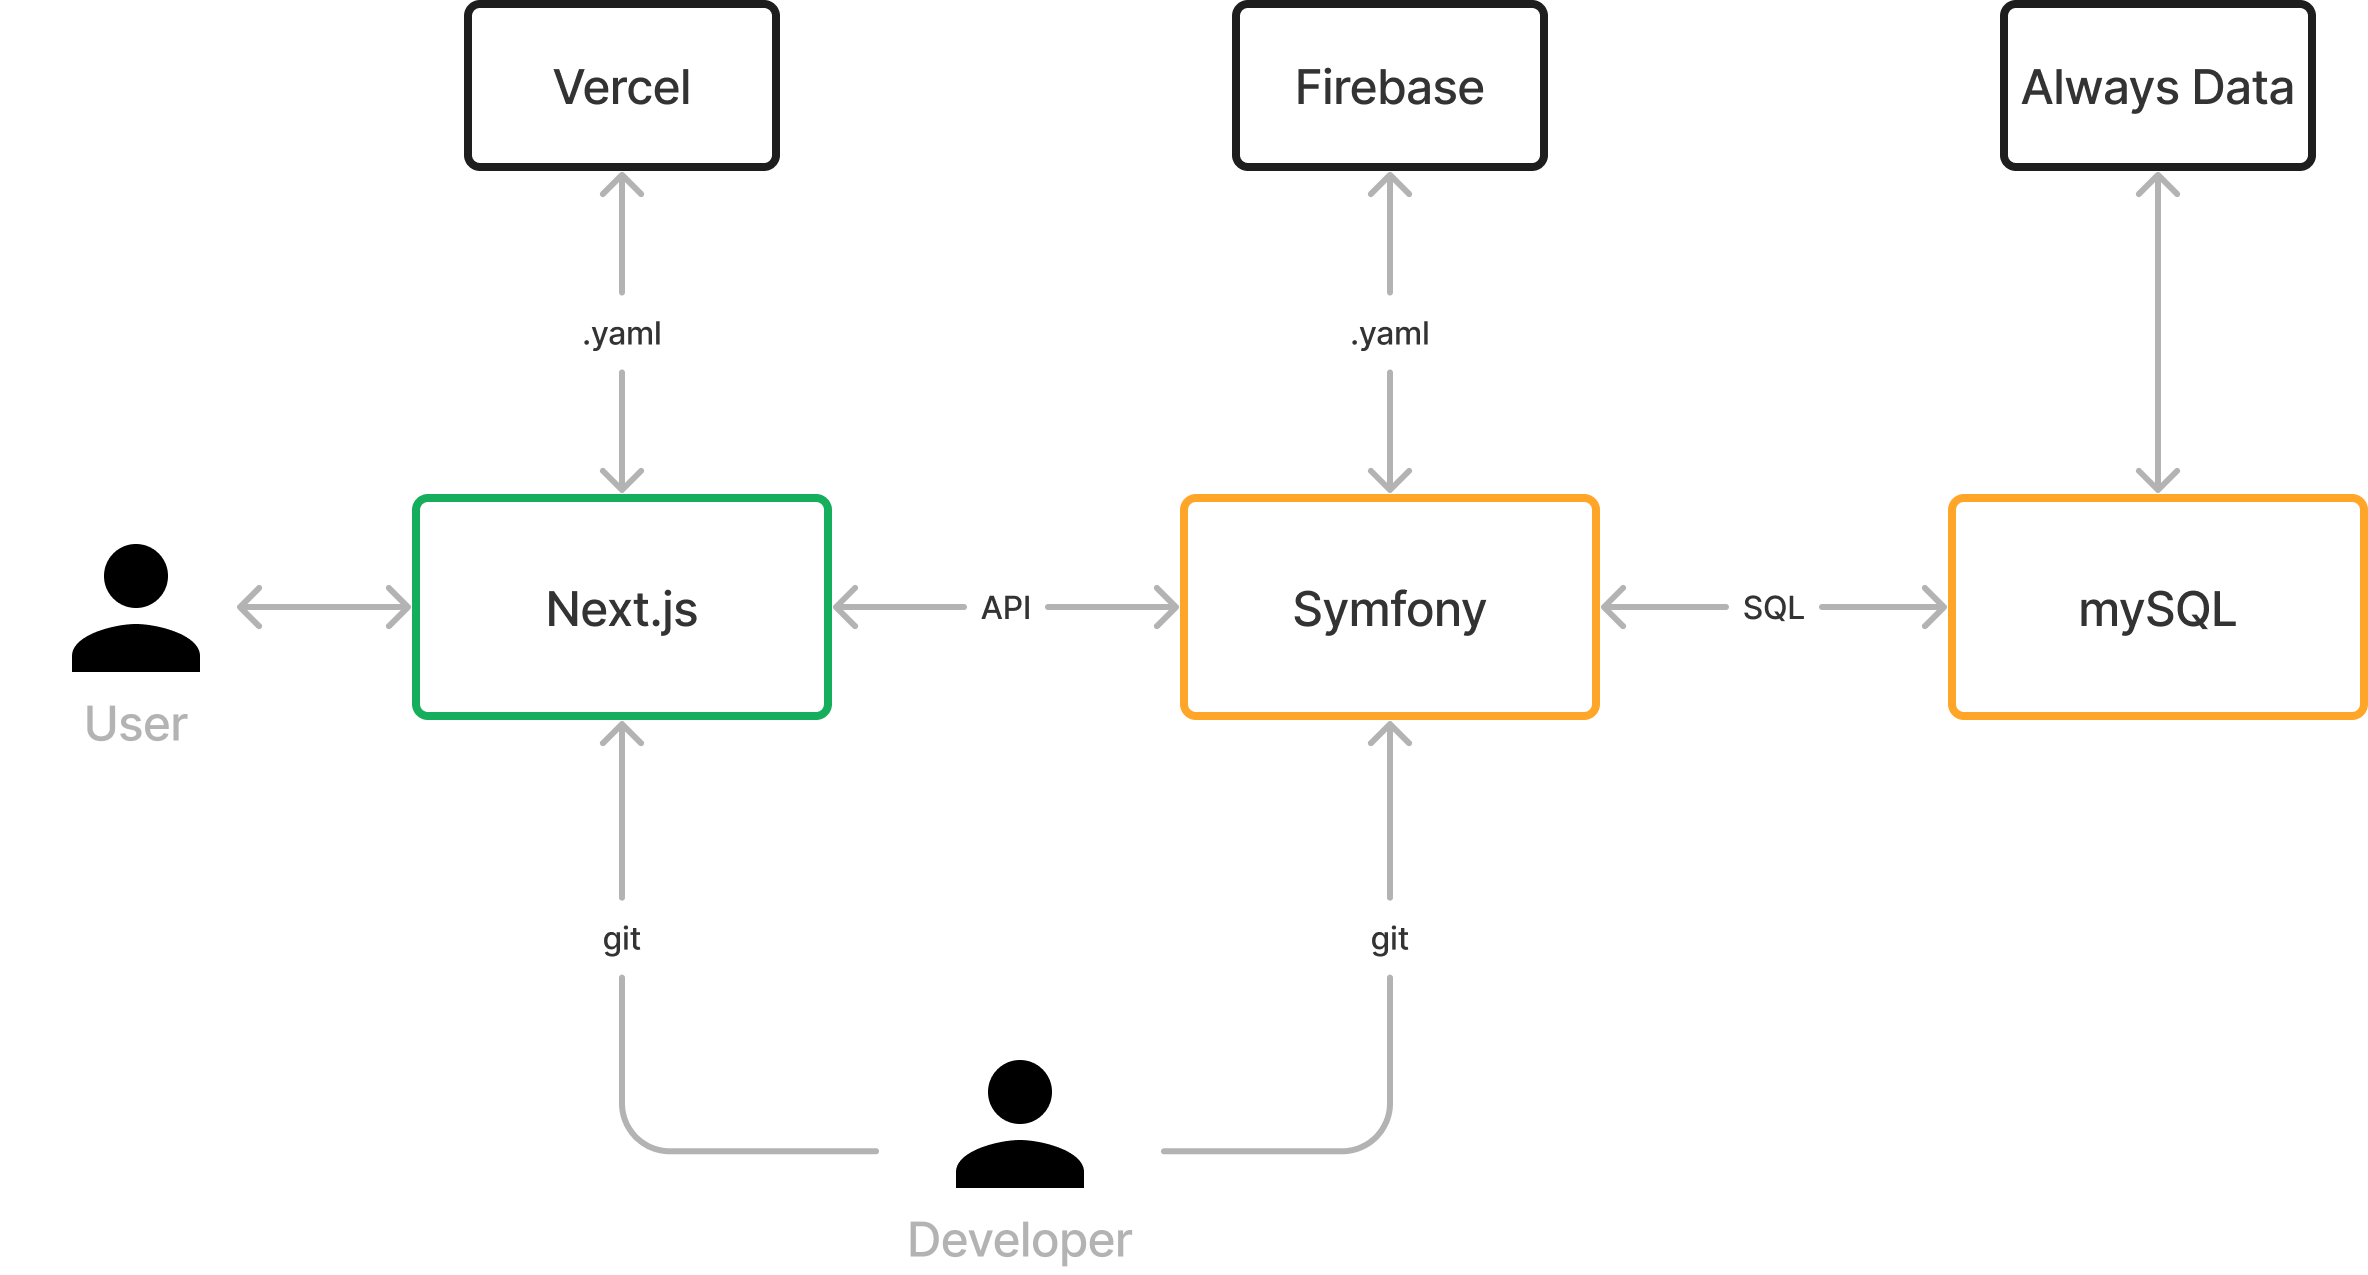 Vercel
Firebase
Always Data
.yaml
.yaml
Next.js
API
Symfony
SQL
mySQL
User
git
git
Developer